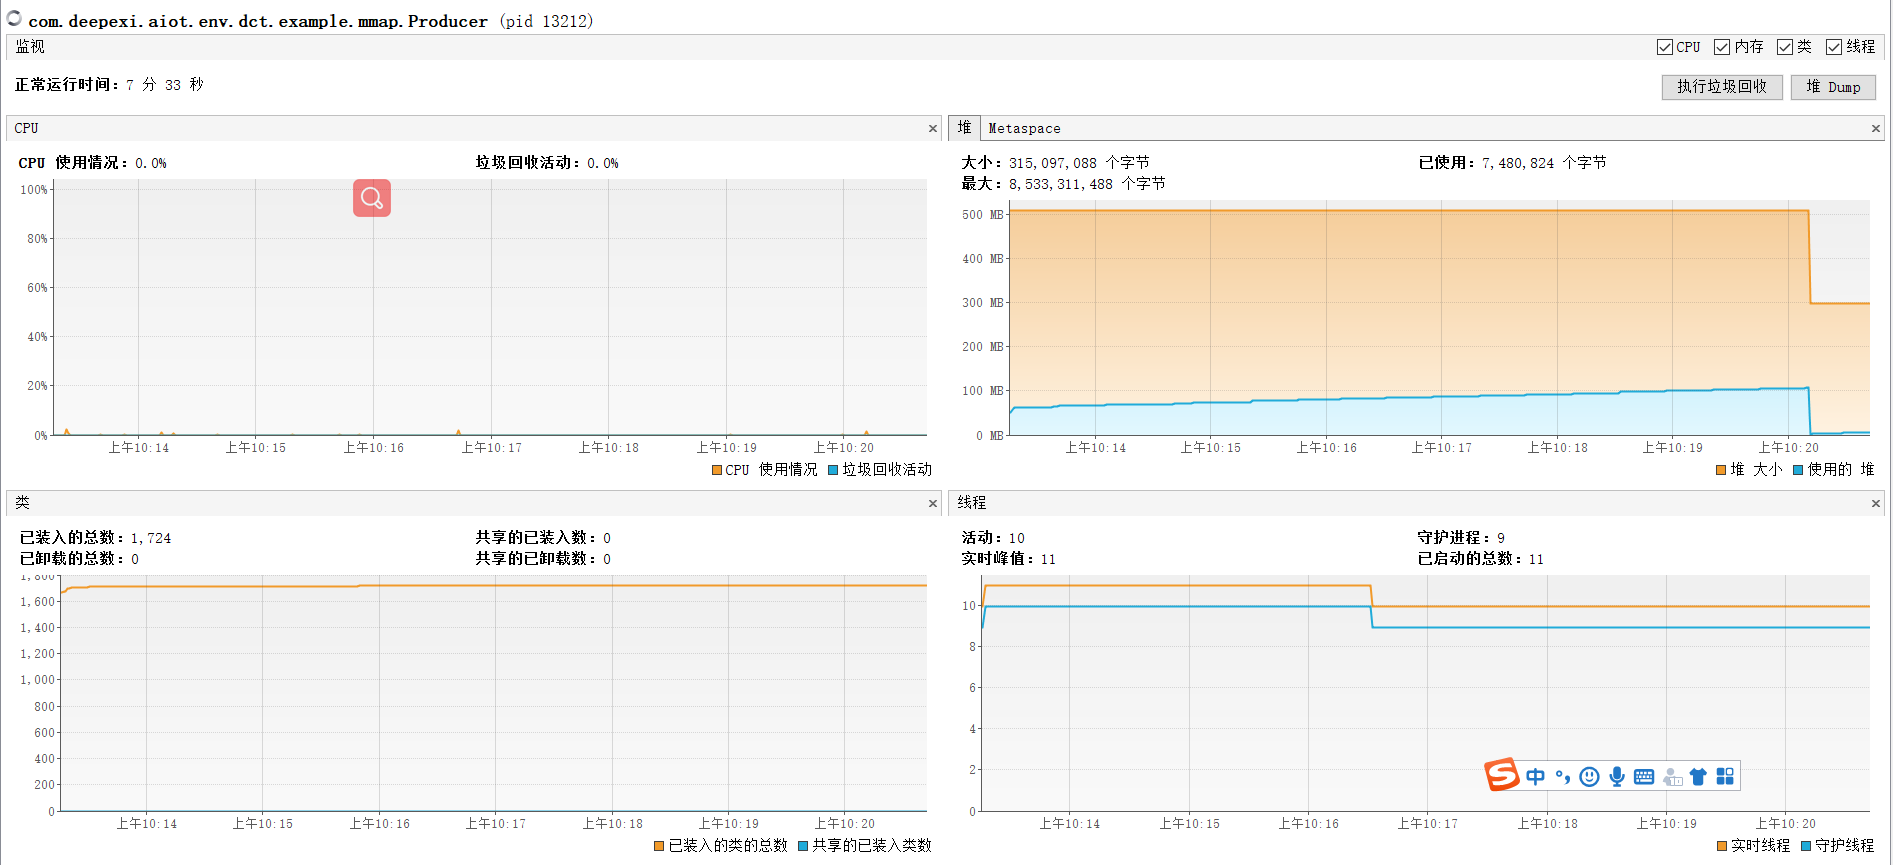 com.deepexi.aiot.env.dct.example.mmap.Producer (pid 13212)
监视
CPU 内存 类 线程
正常运行时间：7 分 33 秒
执行垃圾回收 堆 Dump
CPU ×
CPU 使用情况：0.0% 垃圾回收活动：0.0%
100%
80%
60%
40%
20%
0%
上午10:14 上午10:15 上午10:16 上午10:17 上午10:18 上午10:19 上午10:20
CPU 使用情况 垃圾回收活动
堆 Metaspace ×
大小：315,097,088 个字节 已使用：7,480,824 个字节
最大：8,533,311,488 个字节
500 MB
400 MB
300 MB
200 MB
100 MB
0 MB
上午10:14 上午10:15 上午10:16 上午10:17 上午10:18 上午10:19 上午10:20
堆 大小 使用的 堆
类 ×
已装入的总数：1,724 共享的已装入数：0
已卸载的总数：0 共享的已卸载数：0
1,800
1,600
1,400
1,200
1,000
800
600
400
200
0
上午10:14 上午10:15 上午10:16 上午10:17 上午10:18 上午10:19 上午10:20
已装入的类的总数 共享的已装入类数
线程 ×
活动：10 守护进程：9
实时峰值：11 已启动的总数：11
10
8
6
4
2
0
S 中 °,
上午10:14 上午10:15 上午10:16 上午10:17 上午10:18 上午10:19 上午10:20
实时线程 守护线程